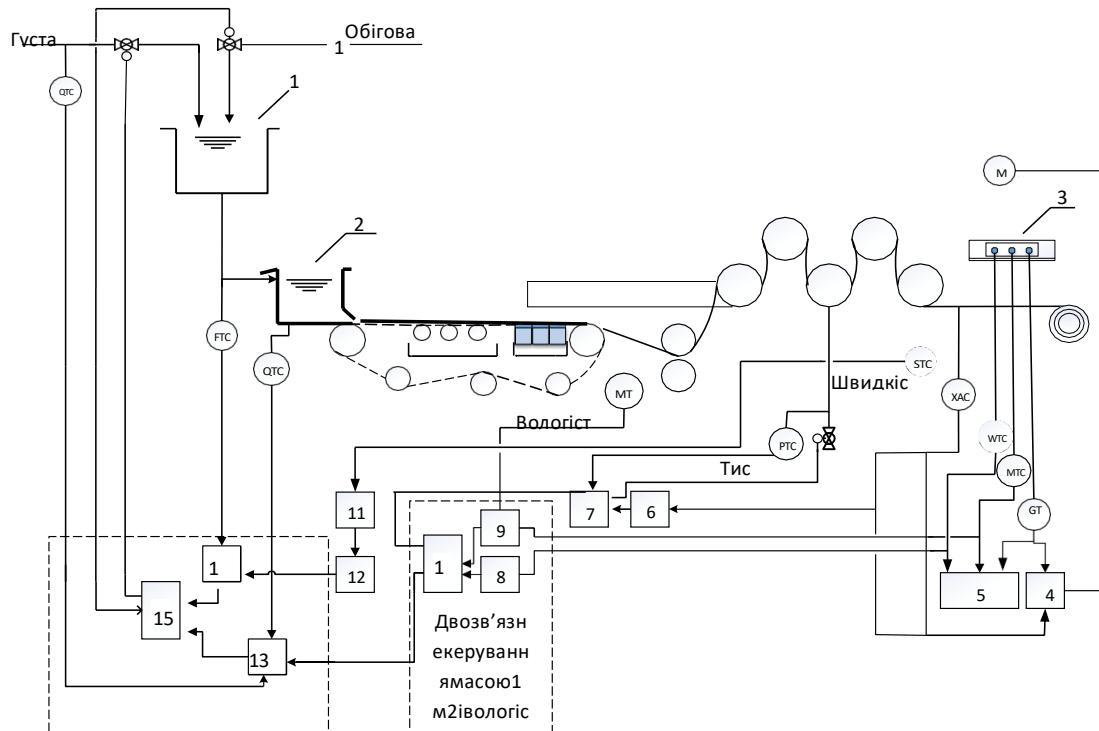 Густа
Обігова
1
QTC
1
M
3
2
FTC
QTC
STC
Швидкіс
MT
XAC
Вологіст
WTC
PTC
Тис
MTC
GT
11
9
7
6
1
12
1
8
5
4
15
13
Двозв’язн
екеруванн
ямасою1
м2івологіс